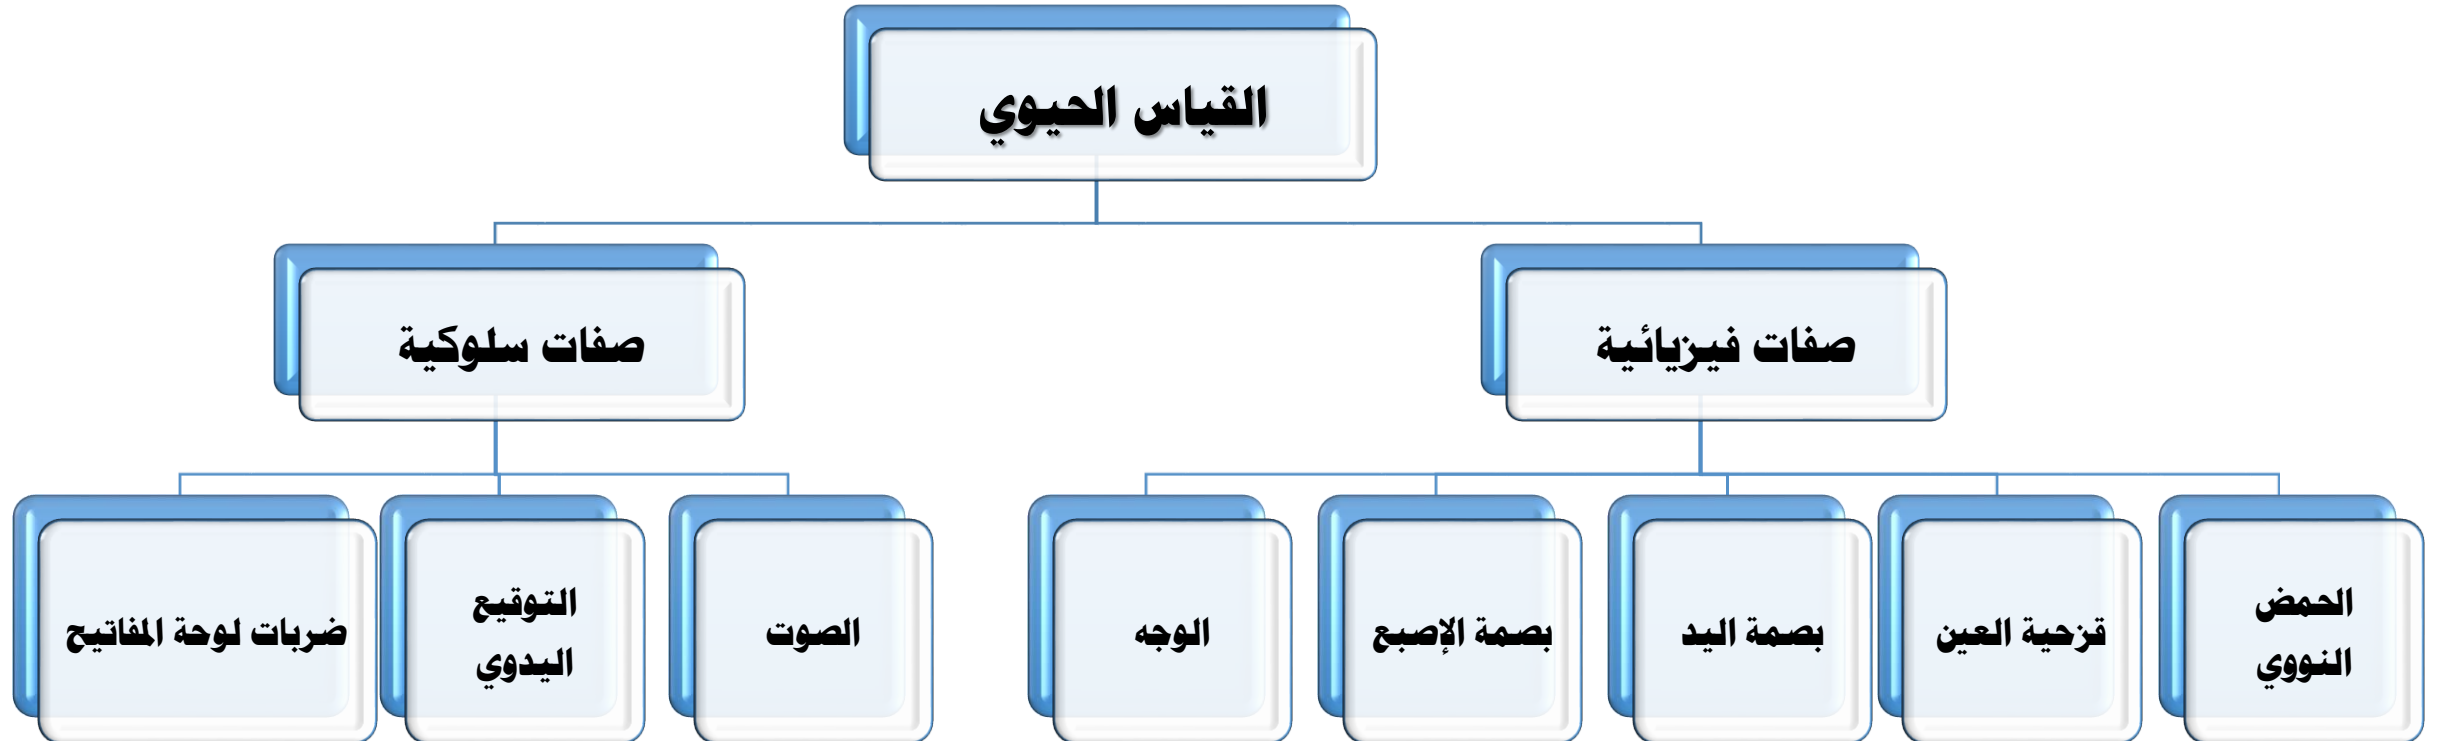 القياس الحيوي
صفات فيزيائية
صفات سلوكية
الحمض
النووي
قزحية العين
بصمة اليد
بصمة الإصبع
الوجه
الصوت
التوقيع
اليدوي
ضربات لوحة المفاتيح